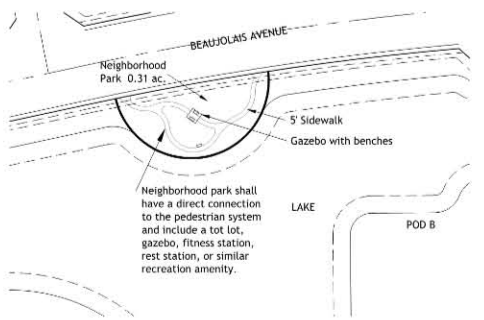 BEAUJOLAIS AVENUE
Neighborhood
Park 0.31 ac.
5' Sidewalk
Gazebo with benches
Neighborhood park shall
have a direct connection
to the pedestrian system
and include a tot lot,
gazebo, fitness station,
rest station, or similar
recreation amenity.
LAKE
POD B